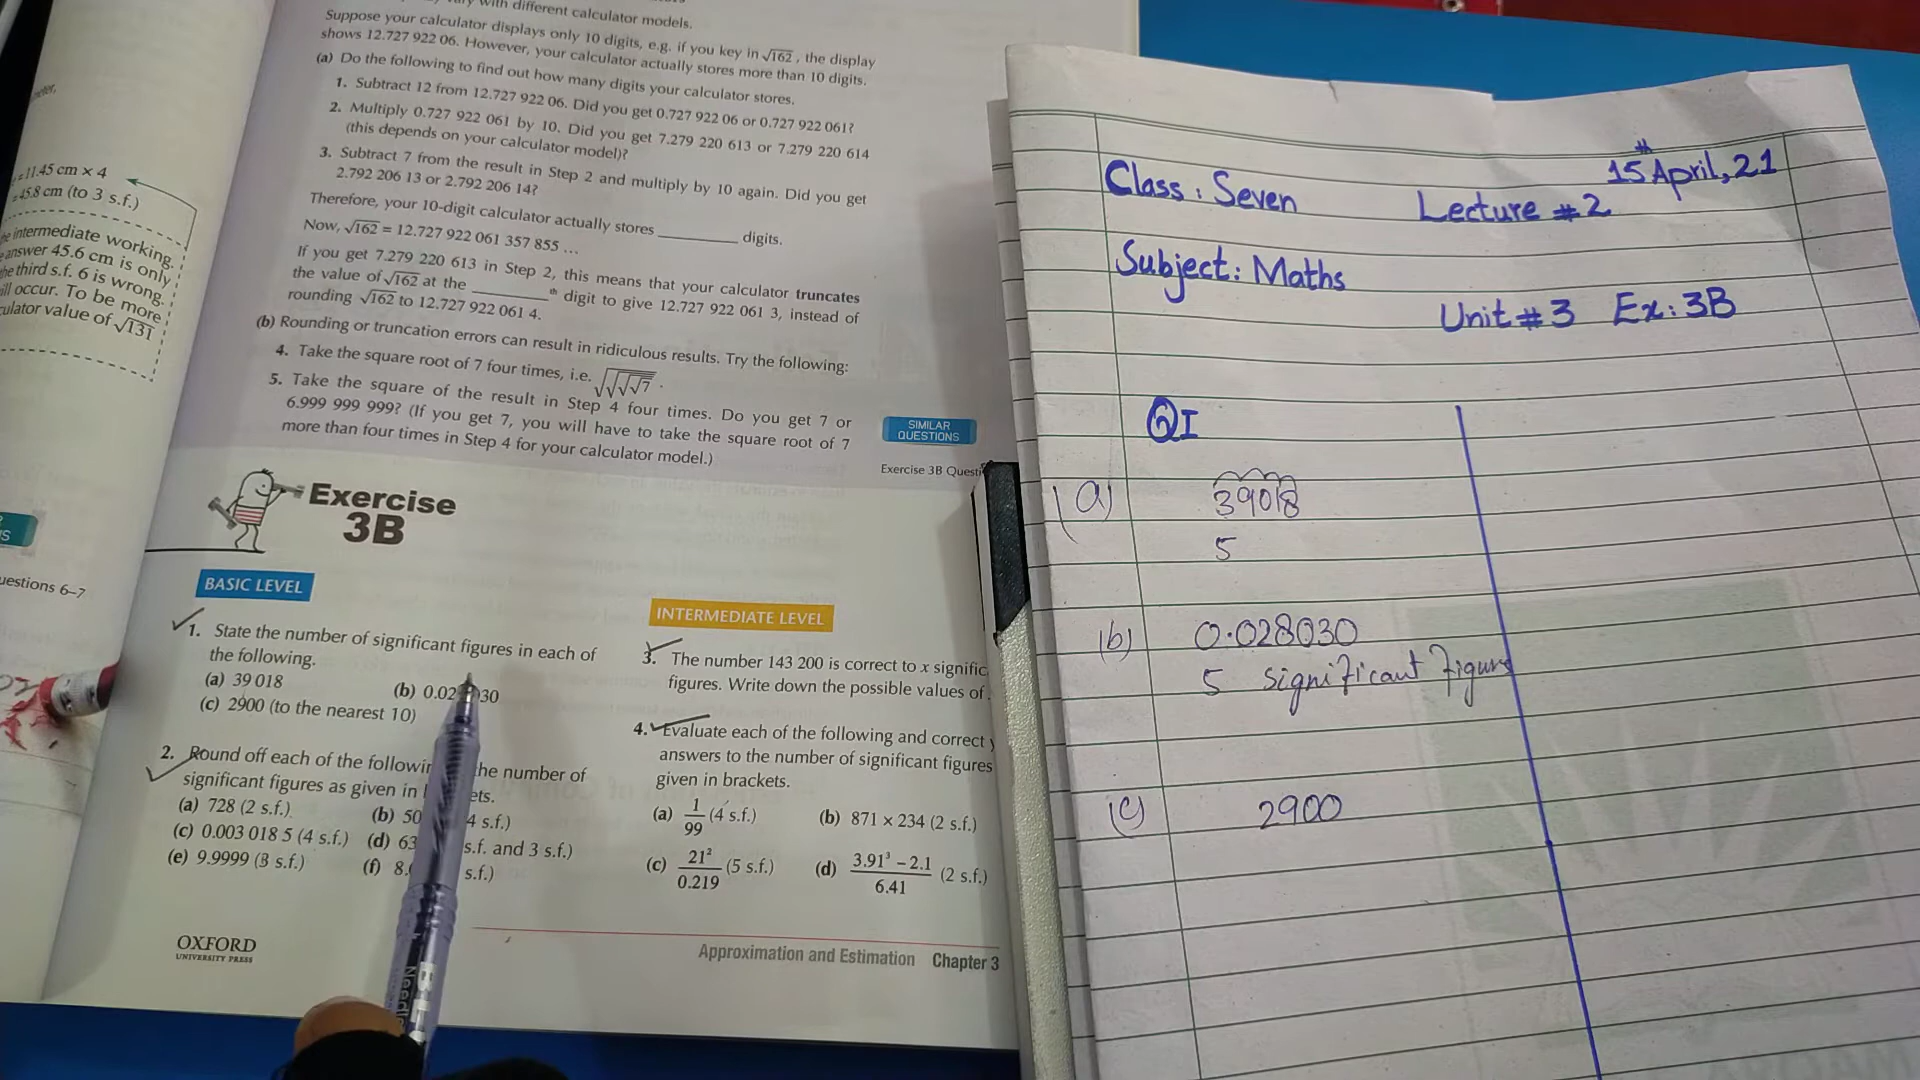 with different calculator models.
Suppose your calculator displays only 10 digits, e.g. if you key in √162, the display
shows 12.727 922 06. However, your calculator actually stores more than 10 digits.
(a) Do the following to find out how many digits your calculator stores.
1. Subtract 12 from 12.727 922 06. Did you get 0.727 922 06 or 0.727 922 061?
2. Multiply 0.727 922 061 by 10. Did you get 7.279 220 613 or 7.279 220 614
(this depends on your calculator model)?
3. Subtract 7 from the result in Step 2 and multiply by 10 again. Did you get
2.792 206 13 or 2.792 206 14?
Therefore, your 10-digit calculator actually stores ________ digits.
Now, √162 = 12.727 922 061 357 855 ...
If you get 7.279 220 613 in Step 2, this means that your calculator truncates
the value of √162 at the ________ th digit to give 12.727 922 061 3, instead of
rounding √162 to 12.727 922 061 4.
(b) Rounding or truncation errors can result in ridiculous results. Try the following:
4. Take the square root of 7 four times, i.e. √√√√7 .
5. Take the square of the result in Step 4 four times. Do you get 7 or
6.999 999 999? (If you get 7, you will have to take the square root of 7
more than four times in Step 4 for your calculator model.)
SIMILAR
QUESTIONS
Exercise 3B Questi
= 11.45 cm × 4
= 45.8 cm (to 3 s.f.)
intermediate working.
answer 45.6 cm is only
the third s.f. 6 is wrong.
ill occur. To be more
culator value of √131
uestions 6–7
Exercise
3B
BASIC LEVEL
1. State the number of significant figures in each of
the following.
(a) 39 018
(b) 0.02 30
(c) 2900 (to the nearest 10)
2. Round off each of the followin the number of
significant figures as given in ets.
(a) 728 (2 s.f.)
(b) 50 4 s.f.)
(c) 0.003 018 5 (4 s.f.) (d) 63 s.f. and 3 s.f.)
(e) 9.9999 (3 s.f.)
(f) 8. s.f.)
INTERMEDIATE LEVEL
3. The number 143 200 is correct to x signific
figures. Write down the possible values of
4. Evaluate each of the following and correct y
answers to the number of significant figures
given in brackets.
(a) 1/99 (4 s.f.)
(b) 871 × 234 (2 s.f.)
(c) 21²/0.219 (5 s.f.)
(d) 3.91³ – 2.1/6.41 (2 s.f.)
OXFORD
UNIVERSITY PRESS
Approximation and Estimation Chapter 3
15th April, 21
Class : Seven Lecture #2
Subject: Maths
Unit #3 Ex: 3B
QI
(a) 39018
5
(b) 0.028030
5 significant figure
(c) 2900